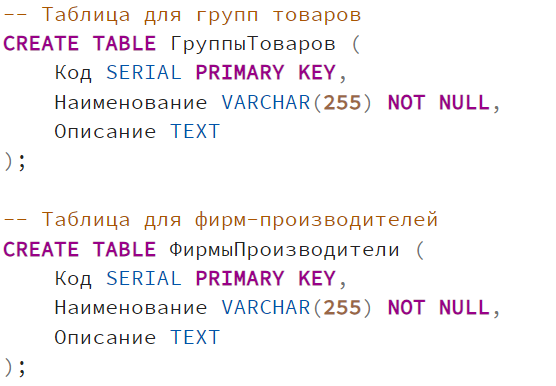 -- Таблица для групп товаров
CREATE TABLE ГруппыТоваров (
    Код SERIAL PRIMARY KEY,
    Наименование VARCHAR(255) NOT NULL,
    Описание TEXT
);

-- Таблица для фирм-производителей
CREATE TABLE ФирмыПроизводители (
    Код SERIAL PRIMARY KEY,
    Наименование VARCHAR(255) NOT NULL,
    Описание TEXT
);